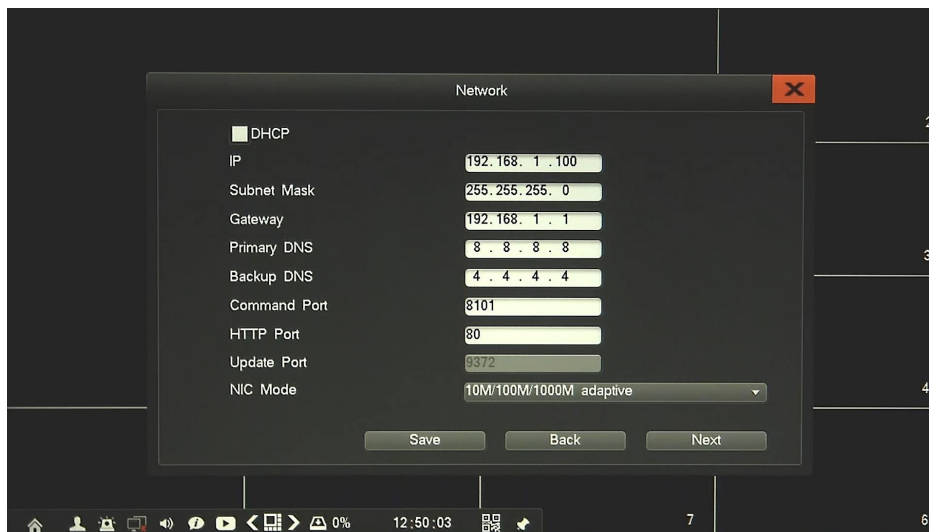 Network
DHCP
IP 192.168. 1 .100
Subnet Mask 255.255.255. 0
Gateway 192.168. 1 . 1
Primary DNS 8 . 8 . 8 . 8
Backup DNS 4 . 4 . 4 . 4
Command Port 8101
HTTP Port 80
Update Port 9372
NIC Mode 10M/100M/1000M adaptive
Save Back Next
2
3
4
0% 12:50:03 7 6